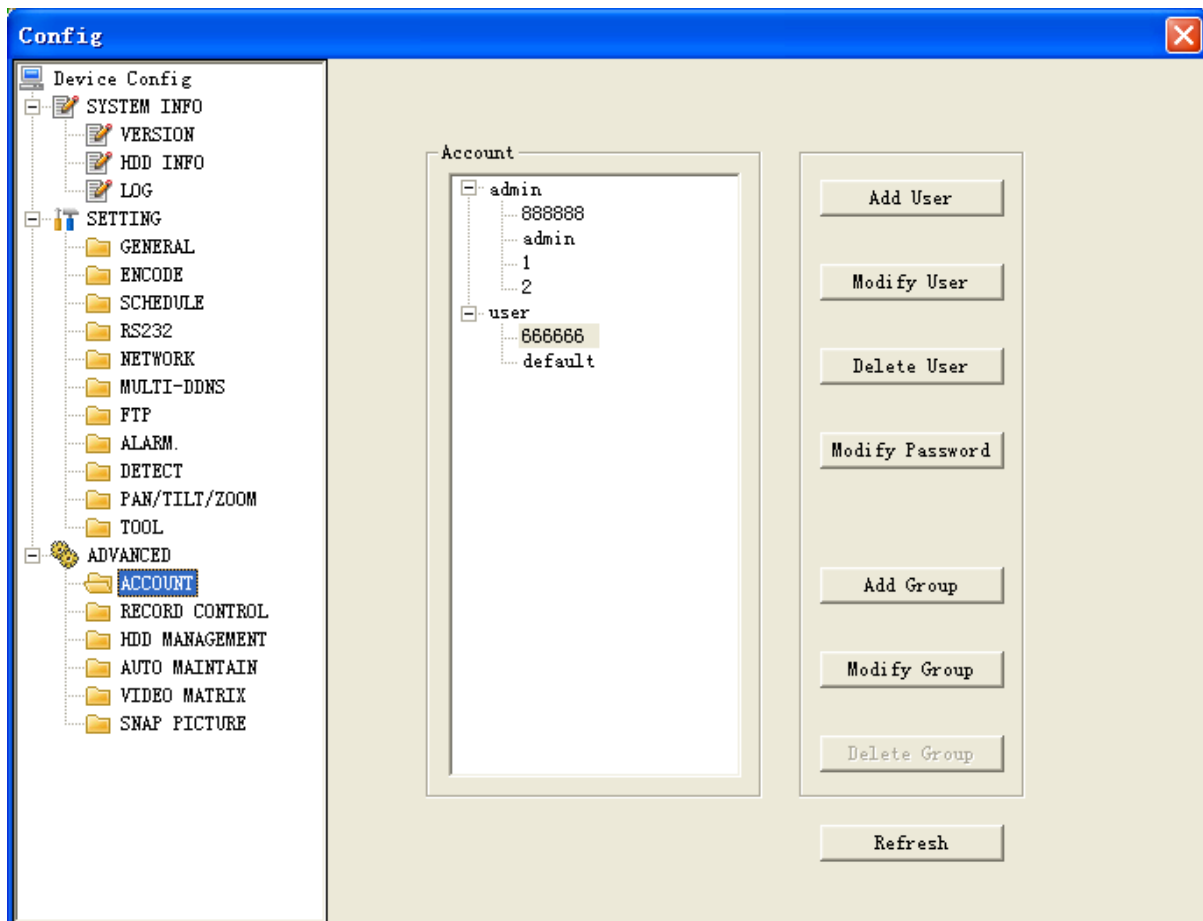 Config
Device Config
SYSTEM INFO
VERSION
HDD INFO
LOG
SETTING
GENERAL
ENCODE
SCHEDULE
RS232
NETWORK
MULTI-DDNS
FTP
ALARM.
DETECT
PAN/TILT/ZOOM
TOOL
ADVANCED
ACCOUNT
RECORD CONTROL
HDD MANAGEMENT
AUTO MAINTAIN
VIDEO MATRIX
SNAP PICTURE
Account
admin
888888
admin
1
2
user
666666
default
Add User
Modify User
Delete User
Modify Password
Add Group
Modify Group
Delete Group
Refresh